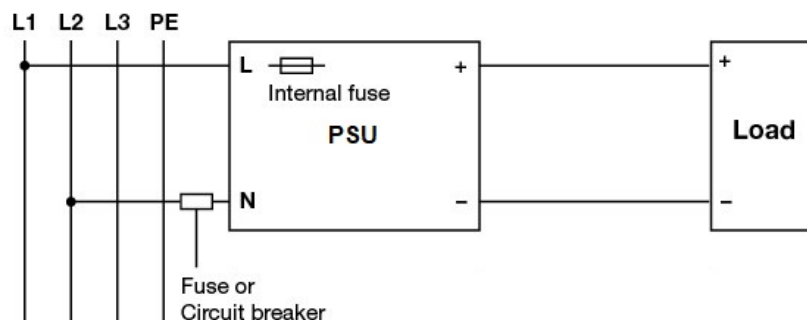 L1 L2 L3 PE
L
+
+
Internal fuse
PSU
Load
N
–
–
Fuse or
Circuit breaker